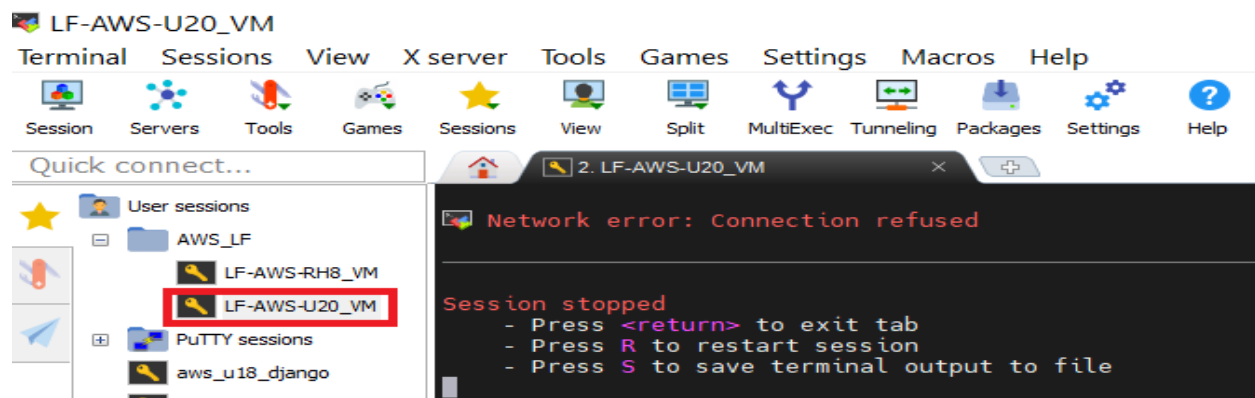 LF-AWS-U20_VM
Terminal Sessions View X server Tools Games Settings Macros Help
Session Servers Tools Games Sessions View Split MultiExec Tunneling Packages Settings Help
Quick connect...
2. LF-AWS-U20_VM
User sessions
AWS_LF
LF-AWS-RH8_VM
LF-AWS-U20_VM
PuTTY sessions
aws_u18_django
Network error: Connection refused
Session stopped
- Press <return> to exit tab
- Press R to restart session
- Press S to save terminal output to file